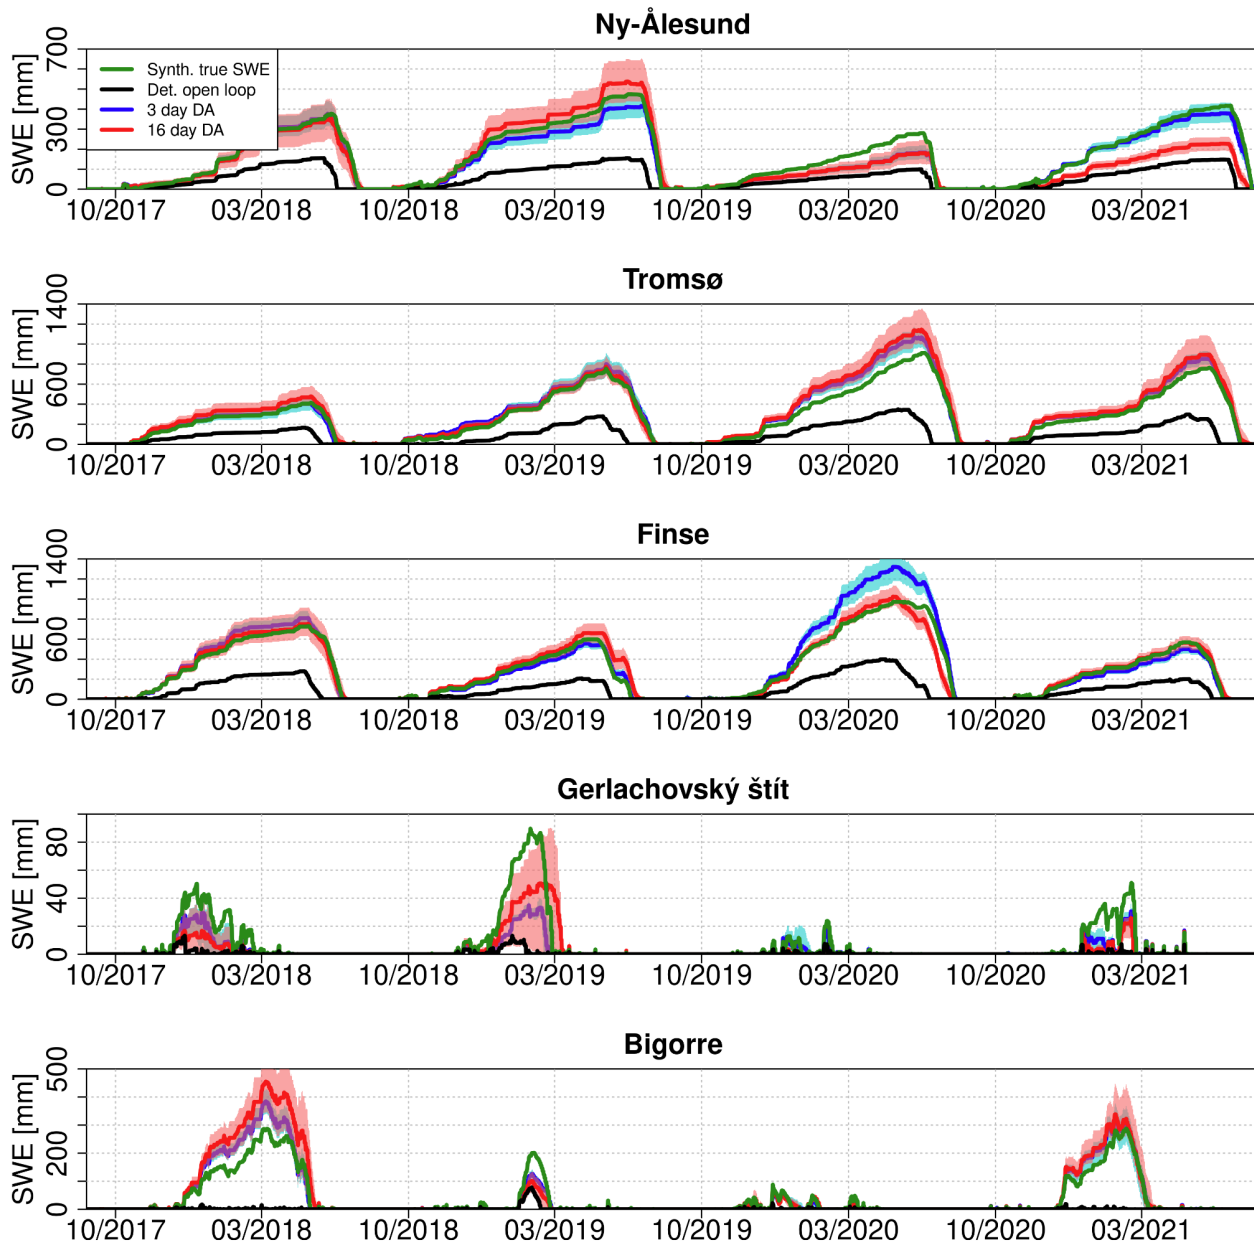 Ny-Ålesund
SWE [mm]
700
300
0
Synth. true SWE
Det. open loop
3 day DA
16 day DA
10/2017 03/2018 10/2018 03/2019 10/2019 03/2020 10/2020 03/2021
Tromsø
SWE [mm]
1400
600
0
10/2017 03/2018 10/2018 03/2019 10/2019 03/2020 10/2020 03/2021
Finse
SWE [mm]
1400
600
0
10/2017 03/2018 10/2018 03/2019 10/2019 03/2020 10/2020 03/2021
Gerlachovský štít
SWE [mm]
80
40
0
10/2017 03/2018 10/2018 03/2019 10/2019 03/2020 10/2020 03/2021
Bigorre
SWE [mm]
500
200
0
10/2017 03/2018 10/2018 03/2019 10/2019 03/2020 10/2020 03/2021